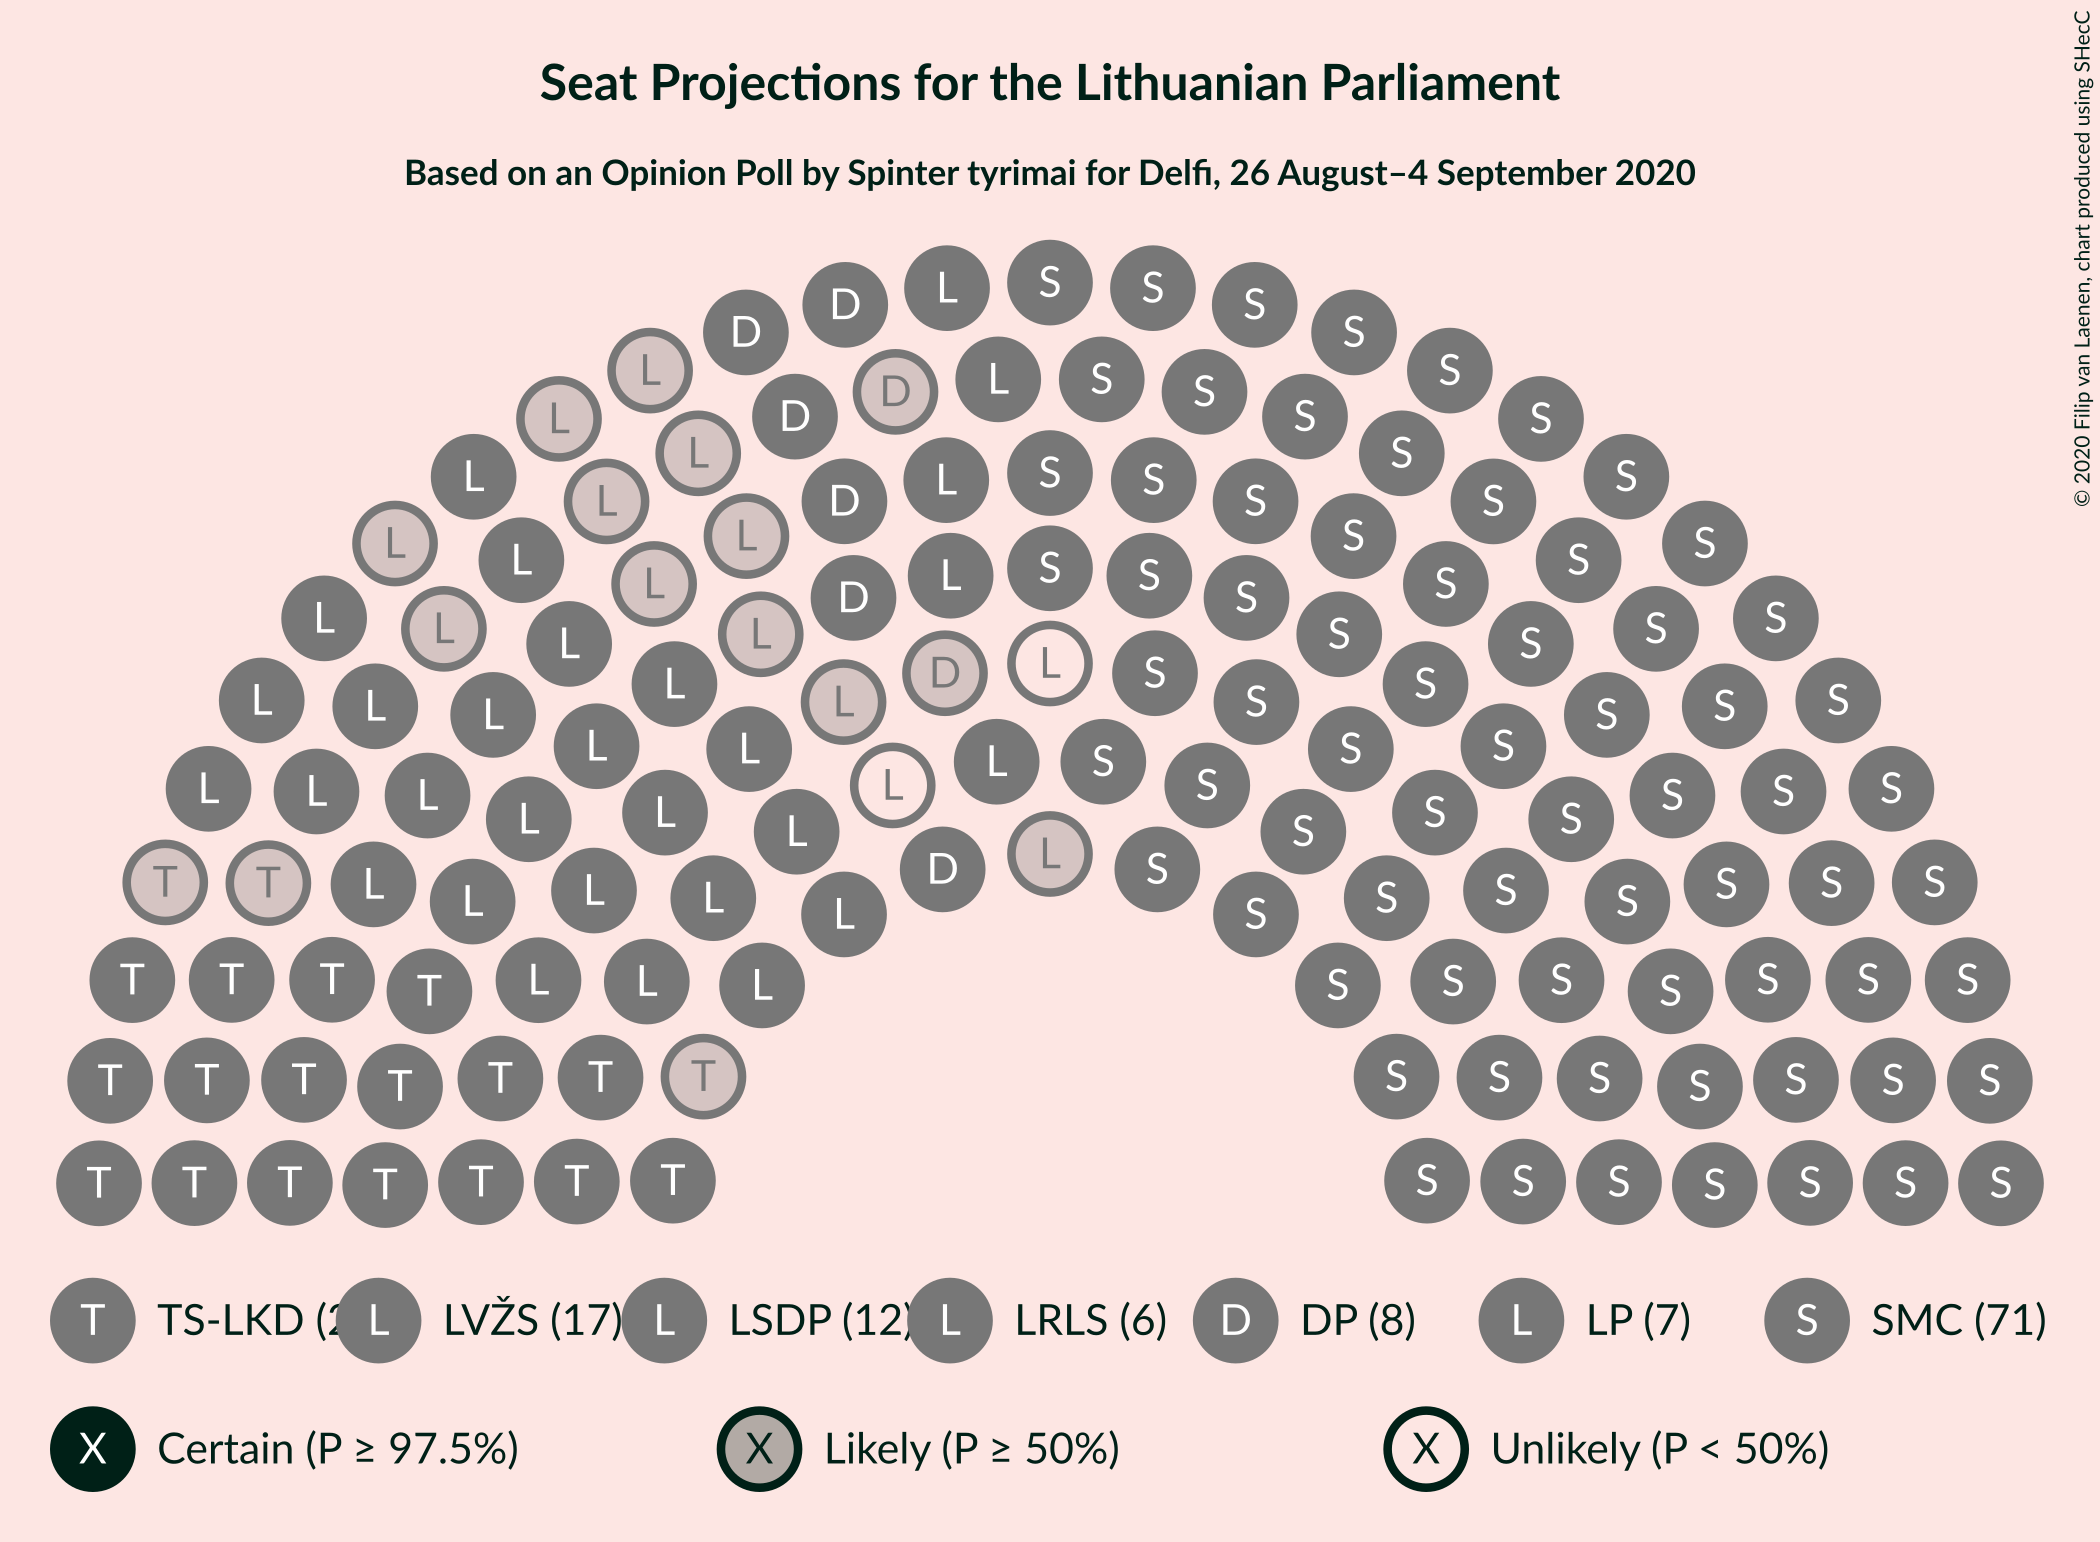 Seat Projections for the Lithuanian Parliament
Based on an Opinion Poll by Spinter tyrimai for Delfi, 26 August–4 September 2020
© 2020 Filip van Laenen, chart produced using SHecC
S S S S S S
D D L
L
D D L S S S S S
L L
L L D L S S S S S S
L L L L D L S S S S S S S
L L L L L D L S S S S S S S
L L L L L L L S S S S S S S
L L L L L L L S S S S S S S
T T L L L L L D L S S S S S S S S
T T T T L L L S S S S S S S
T T T T T T T S S S S S S S
T T T T T T T S S S S S S S
T TS-LKD L LVŽS (17) L LSDP (12) L LRLS (6) D DP (8) L LP (7) S SMC (71)
X Certain (P ≥ 97.5%) X Likely (P ≥ 50%) X Unlikely (P < 50%)